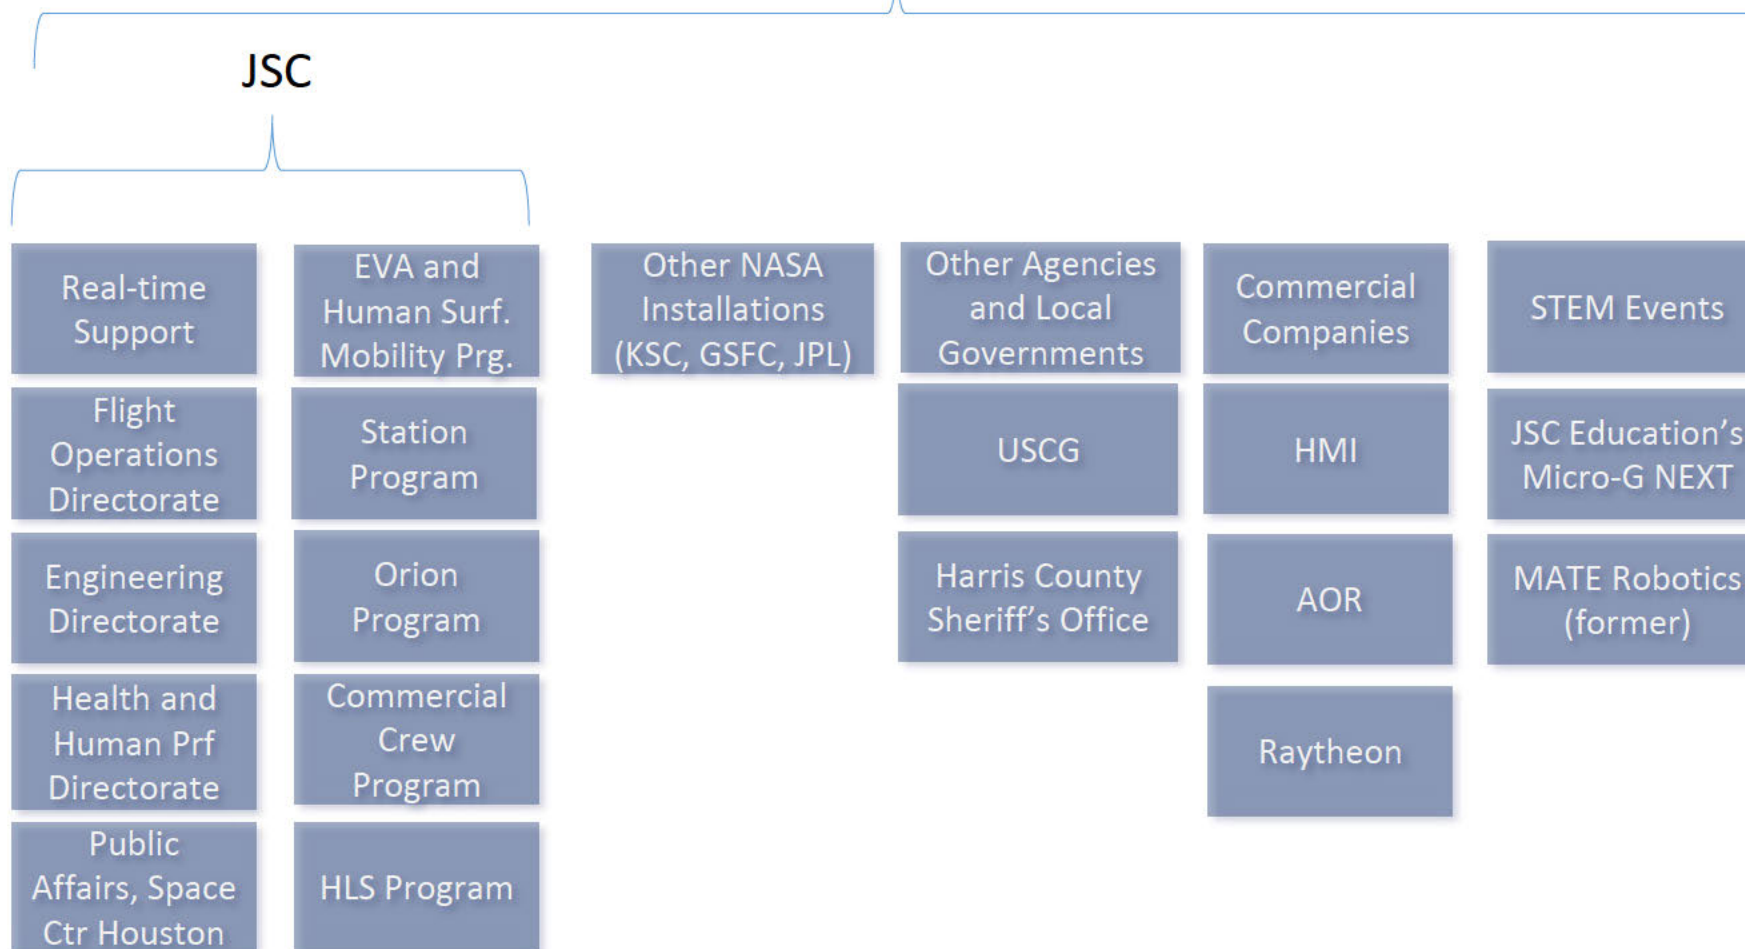 JSC
Real-time
Support
Flight
Operations
Directorate
Engineering
Directorate
Health and
Human Prf
Directorate
Public
Affairs, Space
Ctr Houston
EVA and
Human Surf.
Mobility Prg.
Station
Program
Orion
Program
Commercial
Crew
Program
HLS Program
Other NASA
Installations
(KSC, GSFC, JPL)
Other Agencies
and Local
Governments
USCG
Harris County
Sheriff’s Office
Commercial
Companies
HMI
AOR
Raytheon
STEM Events
JSC Education’s
Micro-G NEXT
MATE Robotics
(former)